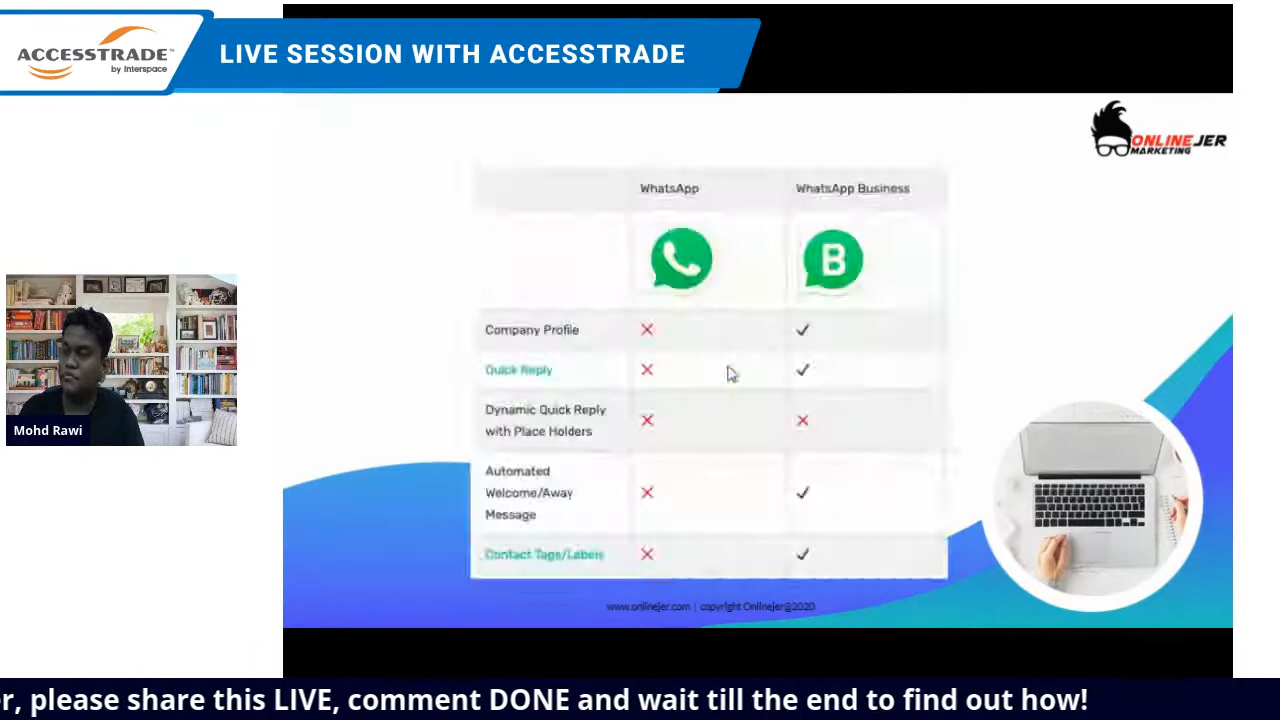 ACCESSTRADE
by Interspace
LIVE SESSION WITH ACCESSTRADE
ONLINEJER
MARKETING
WhatsApp
WhatsApp Business
B
Company Profile
Quick Reply
Dynamic Quick Reply
with Place Holders
Automated
Welcome/Away
Message
Contact Tags/Labels
Mohd Rawi
www.onlinejer.com | copyright Onlinejer@2020
r, please share this LIVE, comment DONE and wait till the end to find out how!